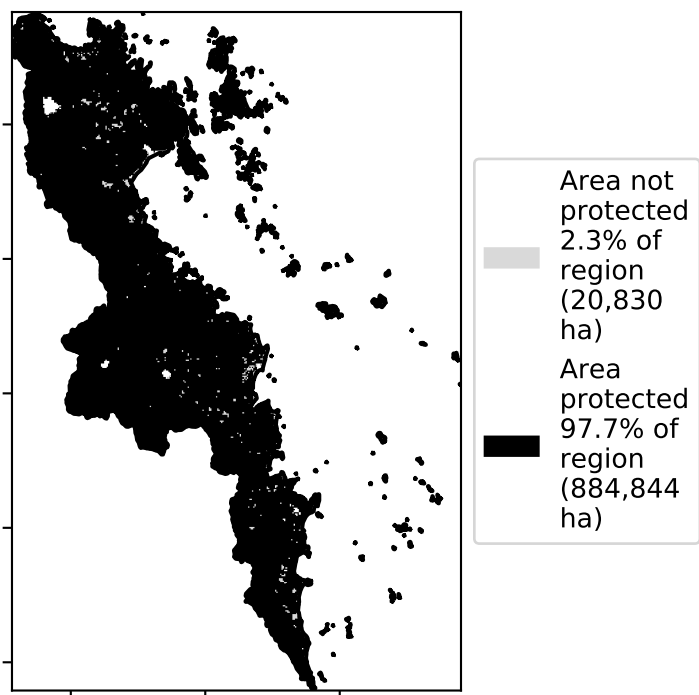 Area not
protected
2.3% of
region
(20,830
ha)
Area
protected
97.7% of
region
(884,844
ha)